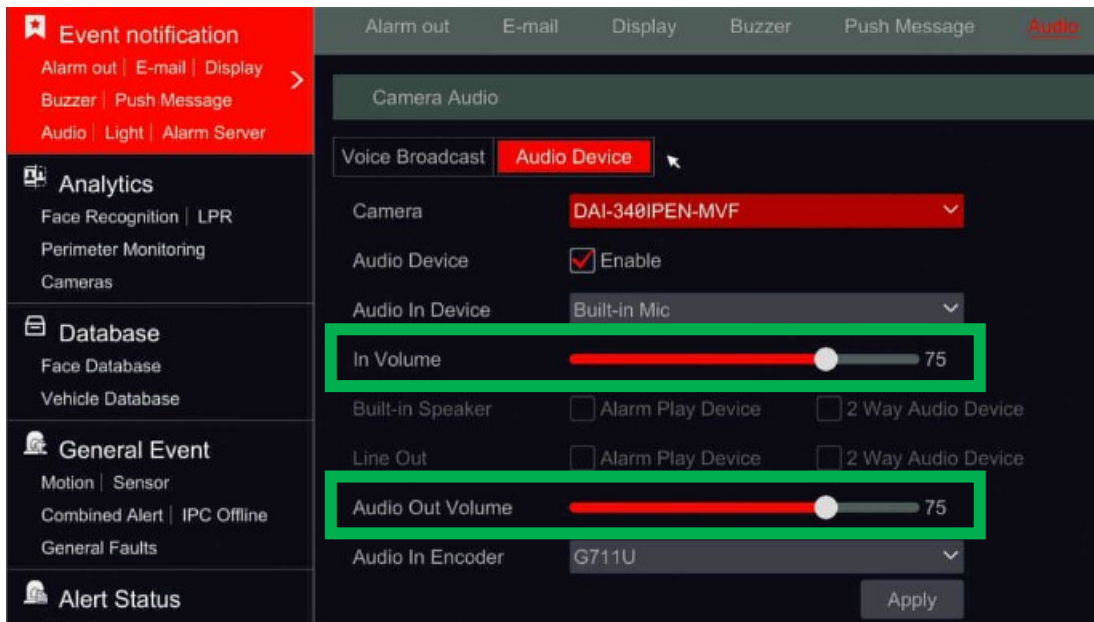 Event notification
Alarm out | E-mail | Display
Buzzer | Push Message
Audio | Light | Alarm Server
Analytics
Face Recognition | LPR
Perimeter Monitoring
Cameras
Database
Face Database
Vehicle Database
General Event
Motion | Sensor
Combined Alert | IPC Offline
General Faults
Alert Status
Alarm out E-mail Display Buzzer Push Message Audio
Camera Audio
Voice Broadcast Audio Device
Camera DAI-340IPEN-MVF
Audio Device Enable
Audio In Device Built-in Mic
In Volume 75
Built-in Speaker Alarm Play Device 2 Way Audio Device
Line Out Alarm Play Device 2 Way Audio Device
Audio Out Volume 75
Audio In Encoder G711U
Apply